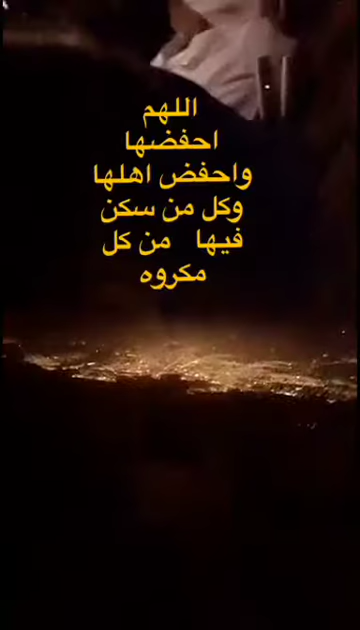 اللهم
احفضها
واحفض اهلها
وكل من سكن
فيها من كل
مكروه